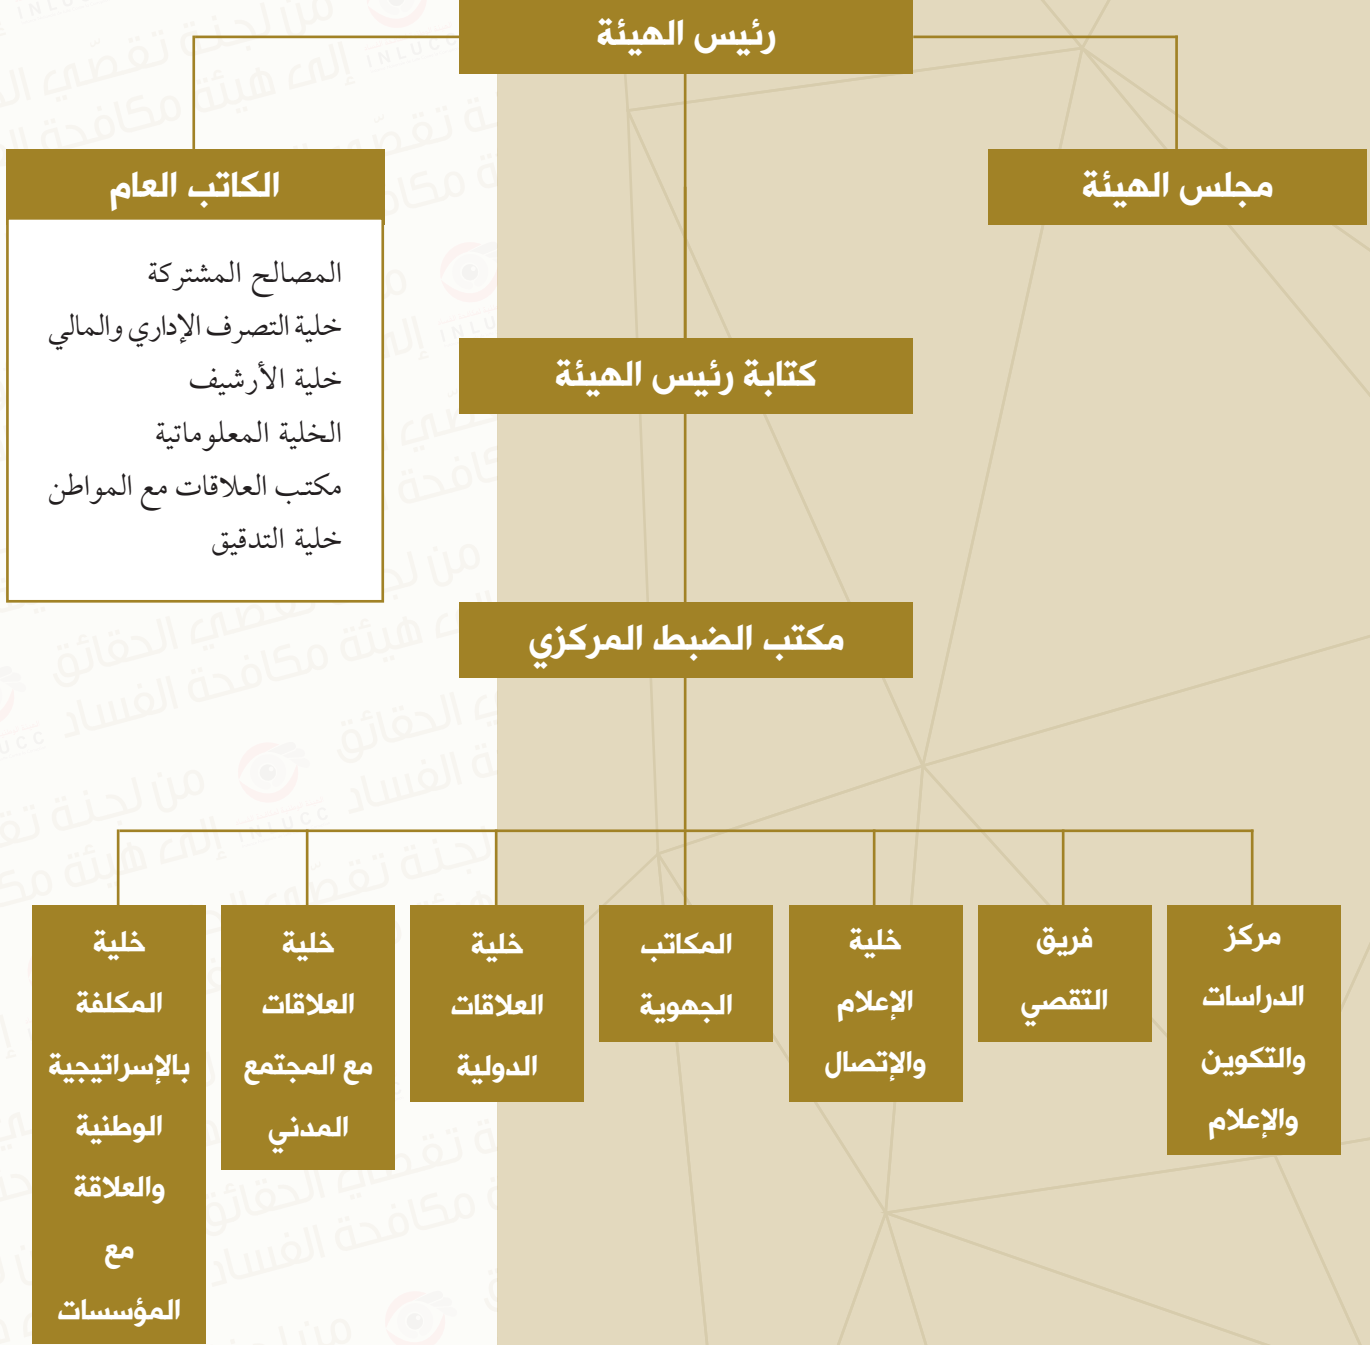 رئيس الهيئة
مجلس الهيئة
الكاتب العام
المصالح المشتركة
خلية التصرف الإداري والمالي
خلية الأرشيف
الخلية المعلوماتية
مكتب العلاقات مع المواطن
خلية التدقيق
كتابة رئيس الهيئة
مكتب الضبط المركزي
مركز
الدراسات
والتكوين
والإعلام
فريق
التقصي
خلية
الإعلام
والإتصال
المكاتب
الجهوية
خلية
العلاقات
الدولية
خلية
العلاقات
مع المجتمع
المدني
خلية
المكلفة
بالإسراتيجية
الوطنية
والعلاقة
مع
المؤسسات